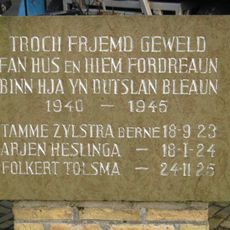 TROCH FRJEMD GEWELD
FAN HUS EN HIEM FORDREAUN
BINN HJA YN DUTSLAN BLEAUN
1940 — 1945
TAMME ZYLSTRA BERNE 18-9 23
ARJEN HESLINGA — 18-1-24
FOLKERT TOLSMA — 24-11 25